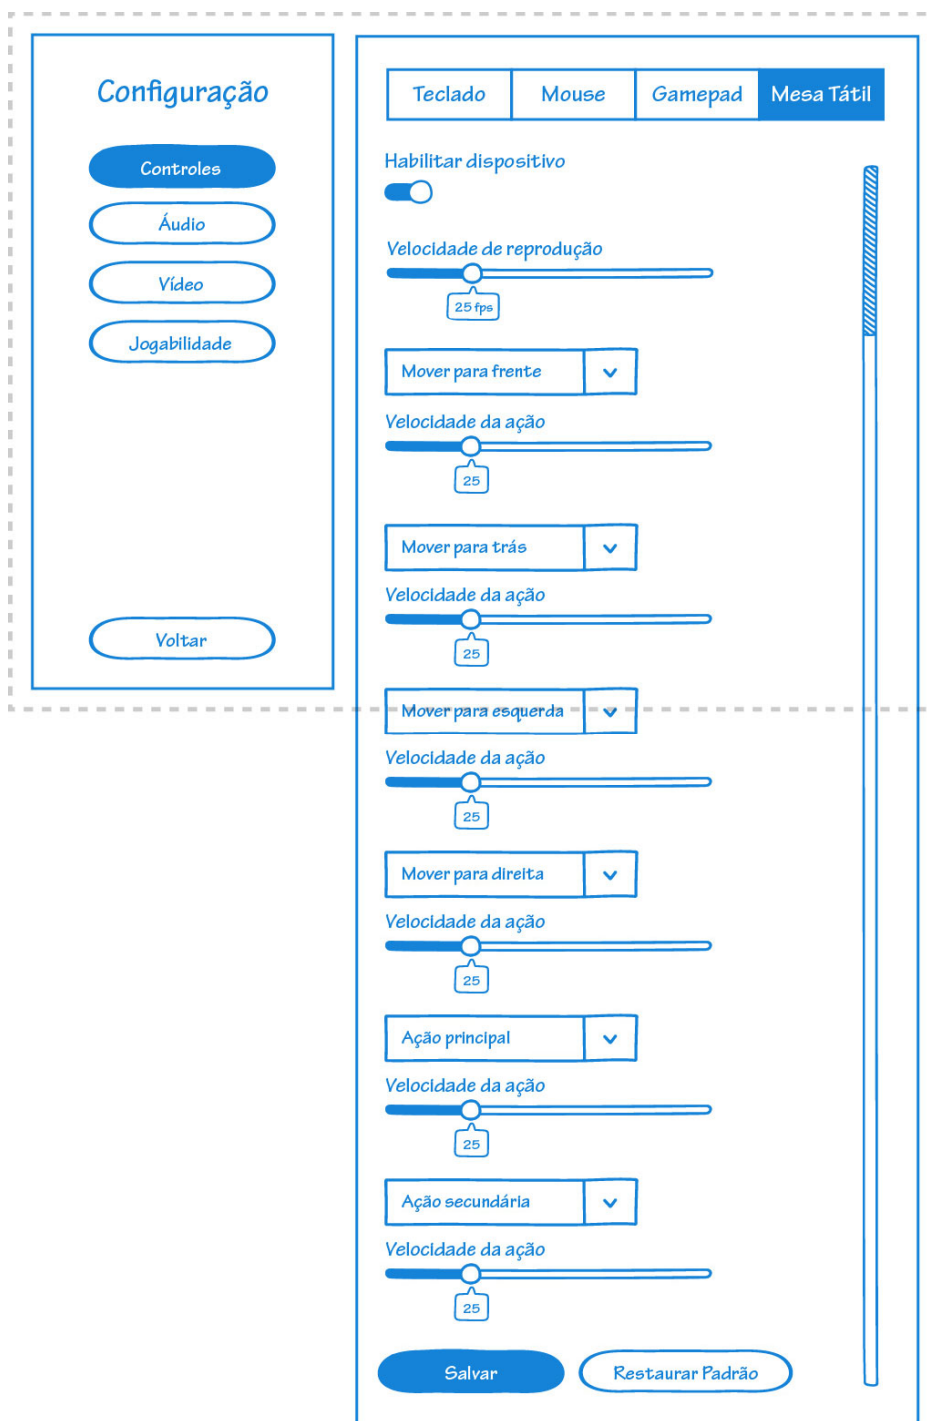 Configuração
Controles
Áudio
Vídeo
Jogabilidade
Voltar
Teclado Mouse Gamepad Mesa Tátil
Habilitar dispositivo
Velocidade de reprodução
25 fps
Mover para frente
Velocidade da ação
25
Mover para trás
Velocidade da ação
25
Mover para esquerda
Velocidade da ação
25
Mover para direita
Velocidade da ação
25
Ação principal
Velocidade da ação
25
Ação secundária
Velocidade da ação
25
Salvar Restaurar Padrão